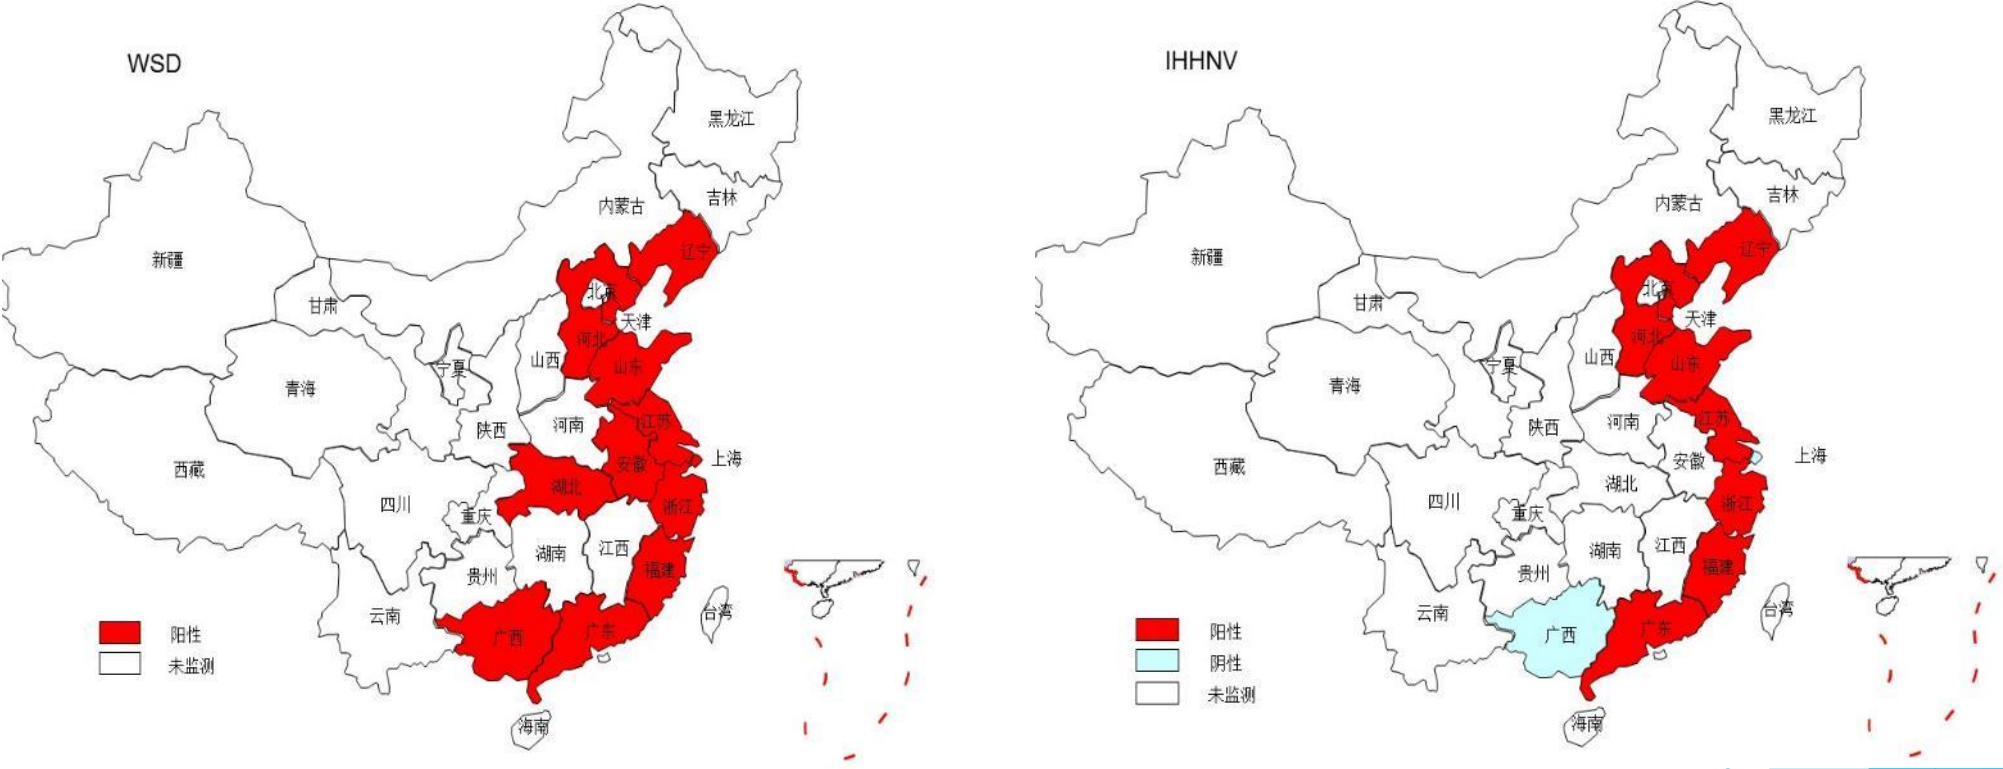 WSD
黑龙江
吉林
内蒙古
辽宁
新疆
北京
甘肃
天津
河北
山西
宁夏
山东
青海
河南
江苏
陕西
上海
安徽
西藏
湖北
四川
浙江
重庆
湖南
江西
福建
贵州
台湾
云南
广西
广东
阳性
未监测
海南
IHHNV
黑龙江
吉林
内蒙古
辽宁
新疆
北京
甘肃
天津
河北
山西
宁夏
山东
青海
河南
江苏
陕西
上海
安徽
西藏
湖北
四川
浙江
重庆
湖南
江西
福建
贵州
台湾
云南
广西
广东
阳性
阴性
未监测
海南